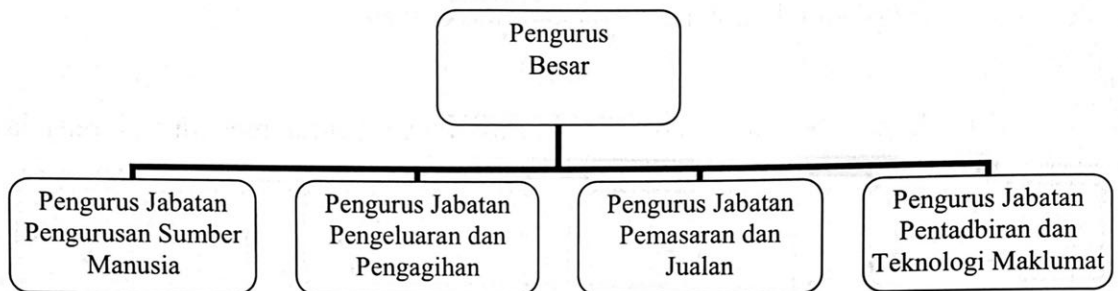 Pengurus
Besar
Pengurus Jabatan
Pengurusan Sumber
Manusia
Pengurus Jabatan
Pengeluaran dan
Pengagihan
Pengurus Jabatan
Pemasaran dan
Jualan
Pengurus Jabatan
Pentadbiran dan
Teknologi Maklumat